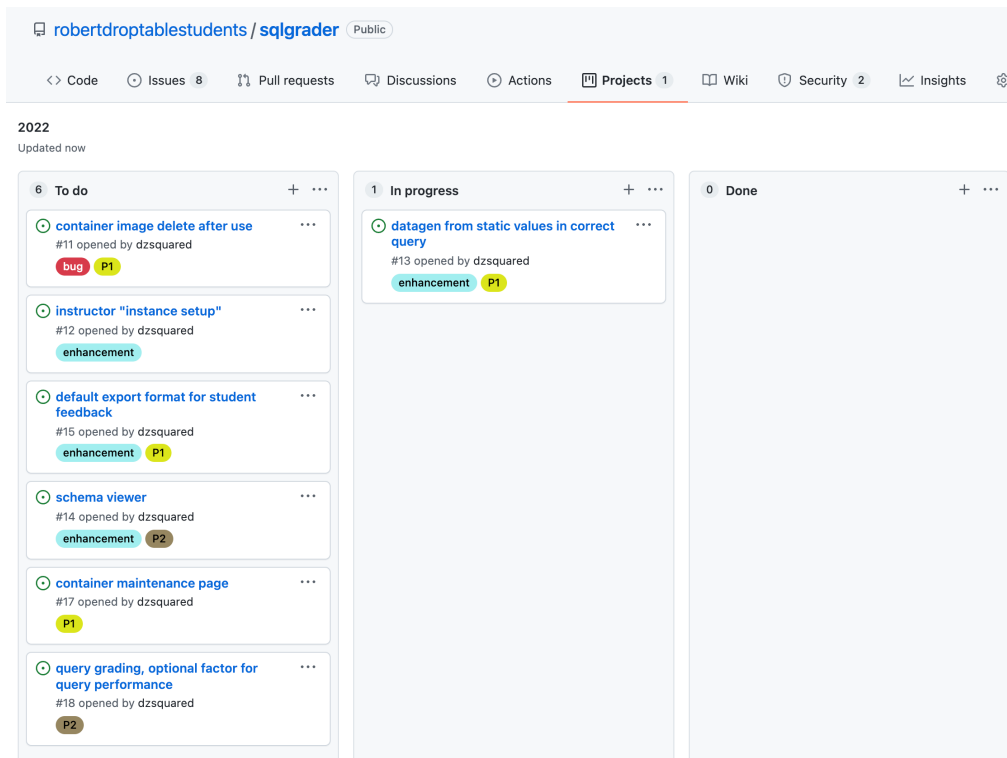 robertdroptablestudents / sqlgrader Public
<> Code Issues 8 Pull requests Discussions Actions Projects 1 Wiki Security 2 Insights
2022
Updated now
6 To do + ...
container image delete after use ...
#11 opened by dzsquared
bug P1
instructor "instance setup" ...
#12 opened by dzsquared
enhancement
default export format for student ...
feedback
#15 opened by dzsquared
enhancement P1
schema viewer ...
#14 opened by dzsquared
enhancement P2
container maintenance page ...
#17 opened by dzsquared
P1
query grading, optional factor for ...
query performance
#18 opened by dzsquared
P2
1 In progress + ...
datagen from static values in correct ...
query
#13 opened by dzsquared
enhancement P1
0 Done + ...